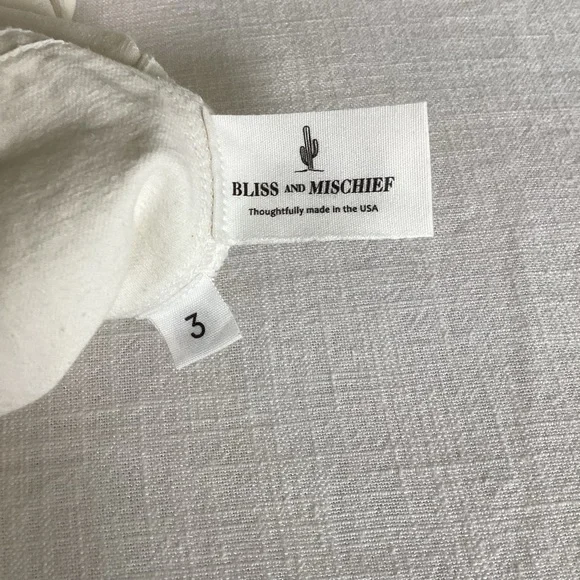 BLISS AND MISCHIEF
Thoughtfully made in the USA
3